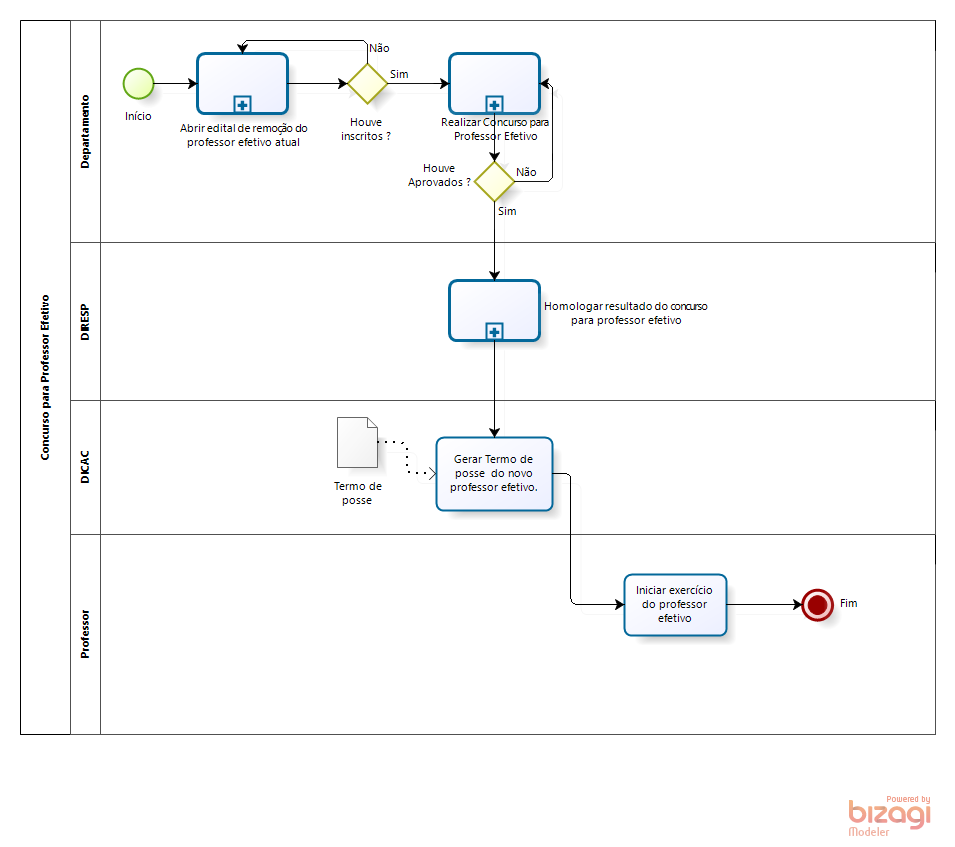 Concurso para Professor Efetivo
Departamento
Início
Abrir edital de remoção do
professor efetivo atual
Não
Sim
Houve
inscritos ?
Realizar Concurso para
Professor Efetivo
Houve
Aprovados ?
Não
Sim
DIRESP
Homologar resultado do concurso
para professor efetivo
DICAC
Termo de
posse
Gerar Termo de
posse do novo
professor efetivo.
Professor
Iniciar exercício
do professor
efetivo
Fim
Powered by
bizagi
Modeler